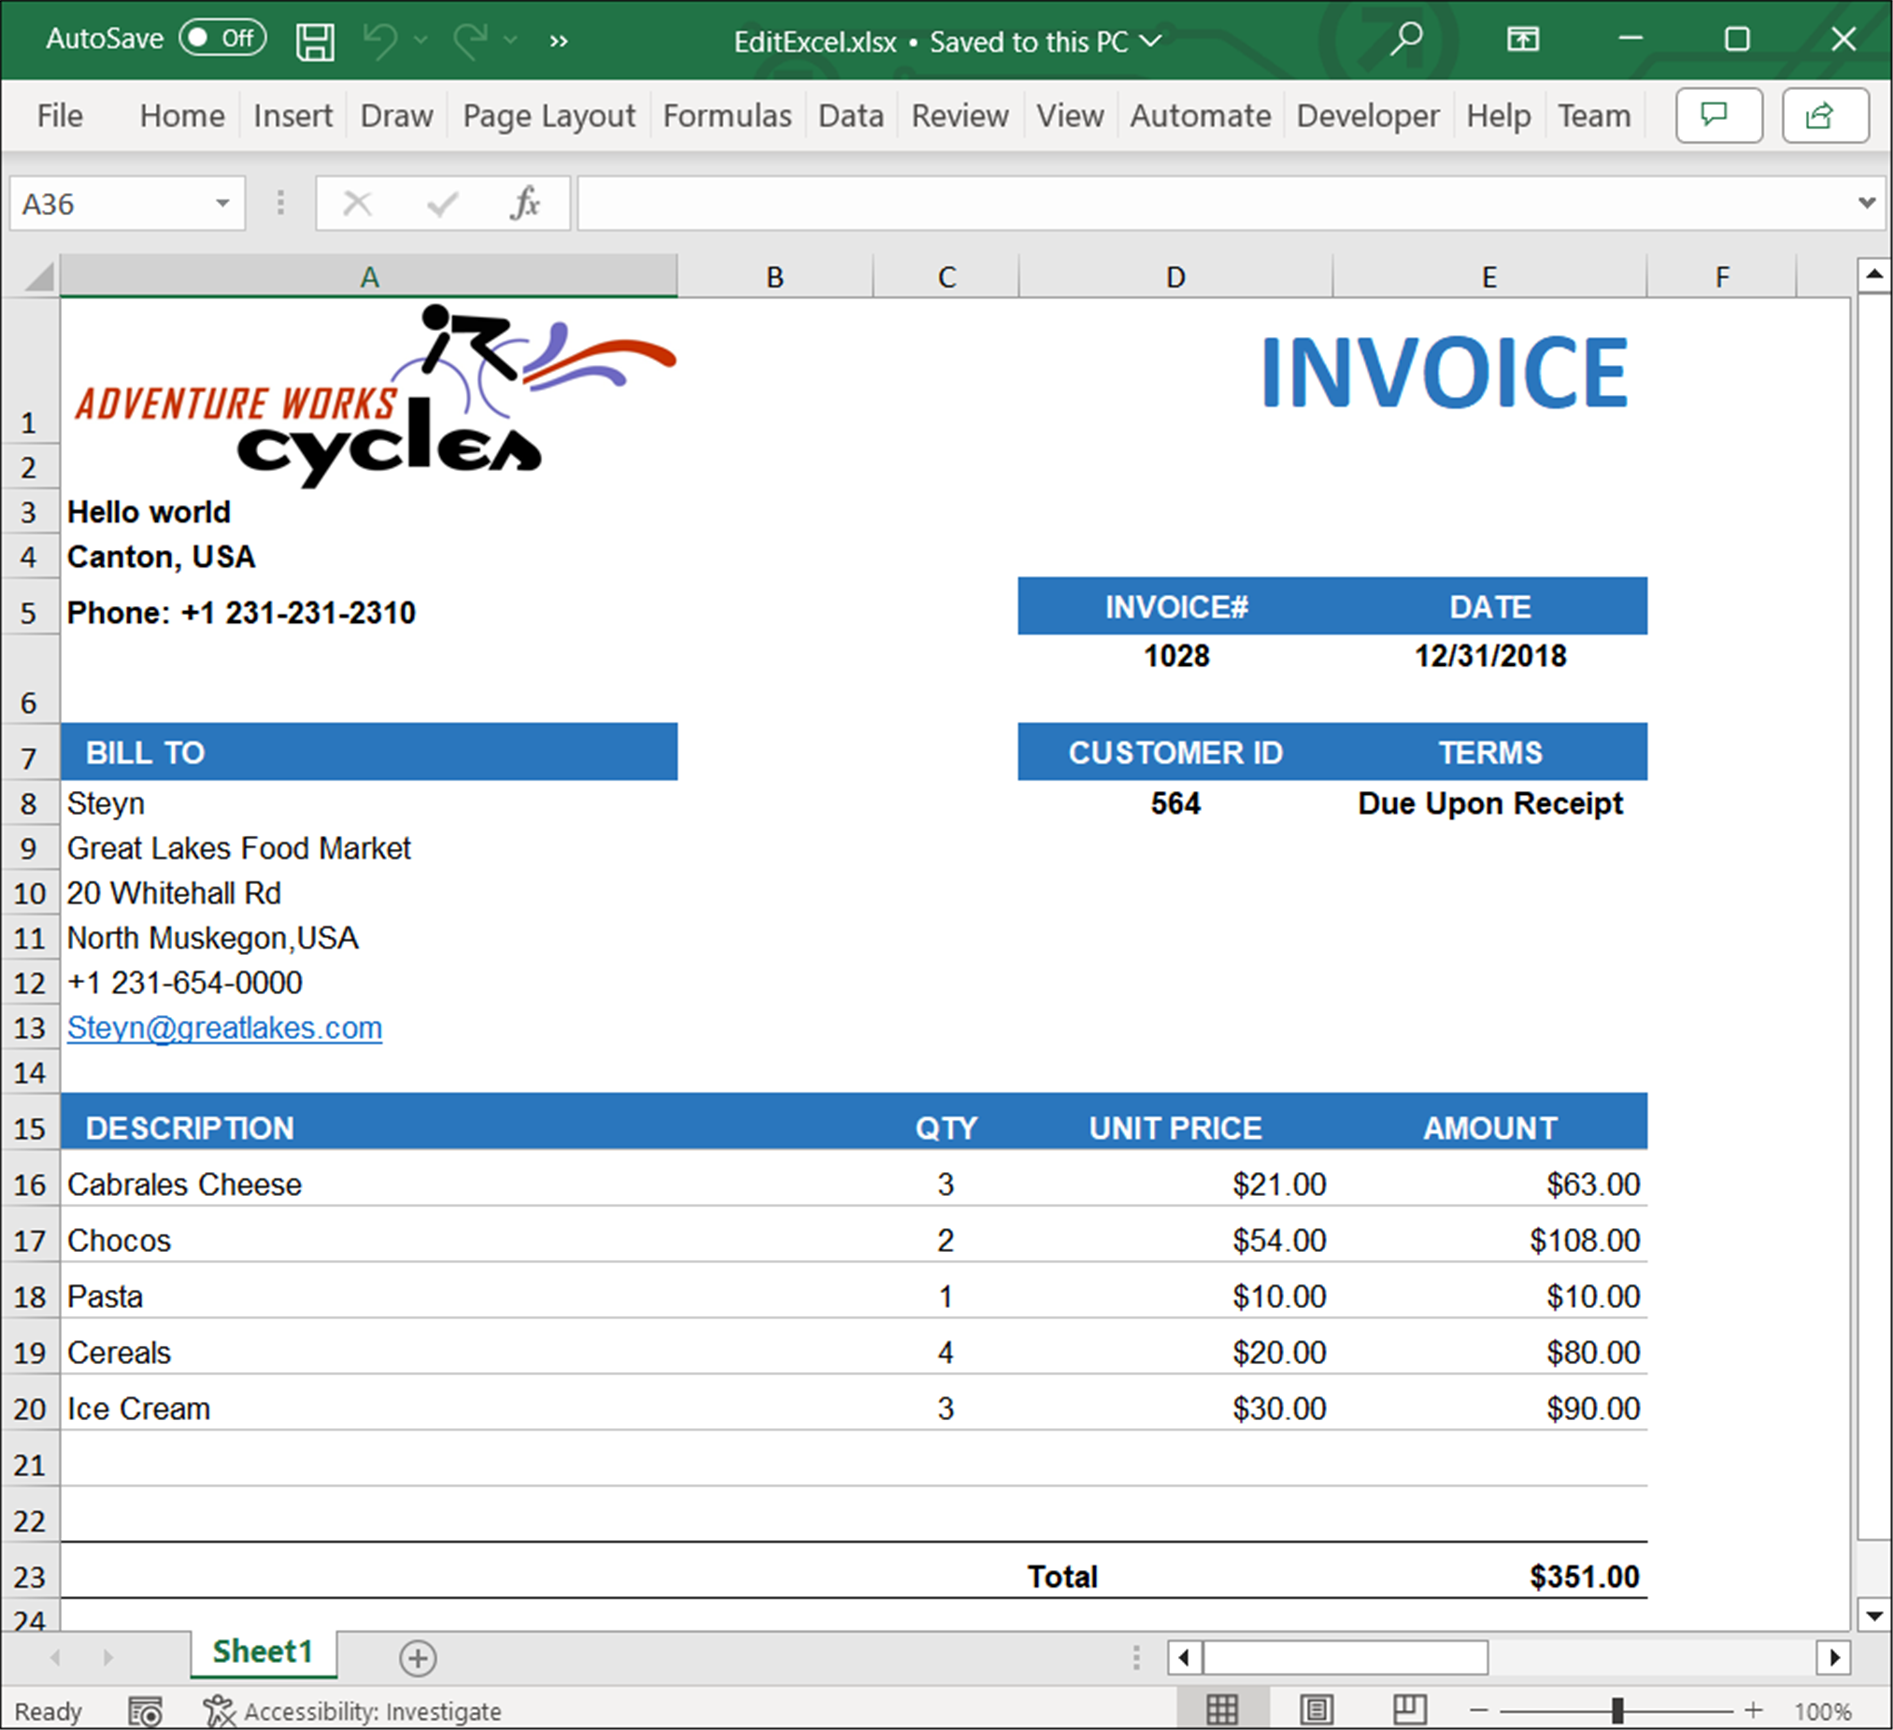 AutoSave Off EditExcel.xlsx • Saved to this PC
File Home Insert Draw Page Layout Formulas Data Review View Automate Developer Help Team
A36 fx
A B C D E F
ADVENTURE WORKS
cycles
INVOICE
1
2
3 Hello world
4 Canton, USA
5 Phone: +1 231-231-2310 INVOICE# DATE
1028 12/31/2018
6
7 BILL TO CUSTOMER ID TERMS
8 Steyn 564 Due Upon Receipt
9 Great Lakes Food Market
10 20 Whitehall Rd
11 North Muskegon,USA
12 +1 231-654-0000
13 Steyn@greatlakes.com
14
15 DESCRIPTION QTY UNIT PRICE AMOUNT
16 Cabrales Cheese 3 $21.00 $63.00
17 Chocos 2 $54.00 $108.00
18 Pasta 1 $10.00 $10.00
19 Cereals 4 $20.00 $80.00
20 Ice Cream 3 $30.00 $90.00
21
22
23 Total $351.00
24
Sheet1
Ready Accessibility: Investigate 100%